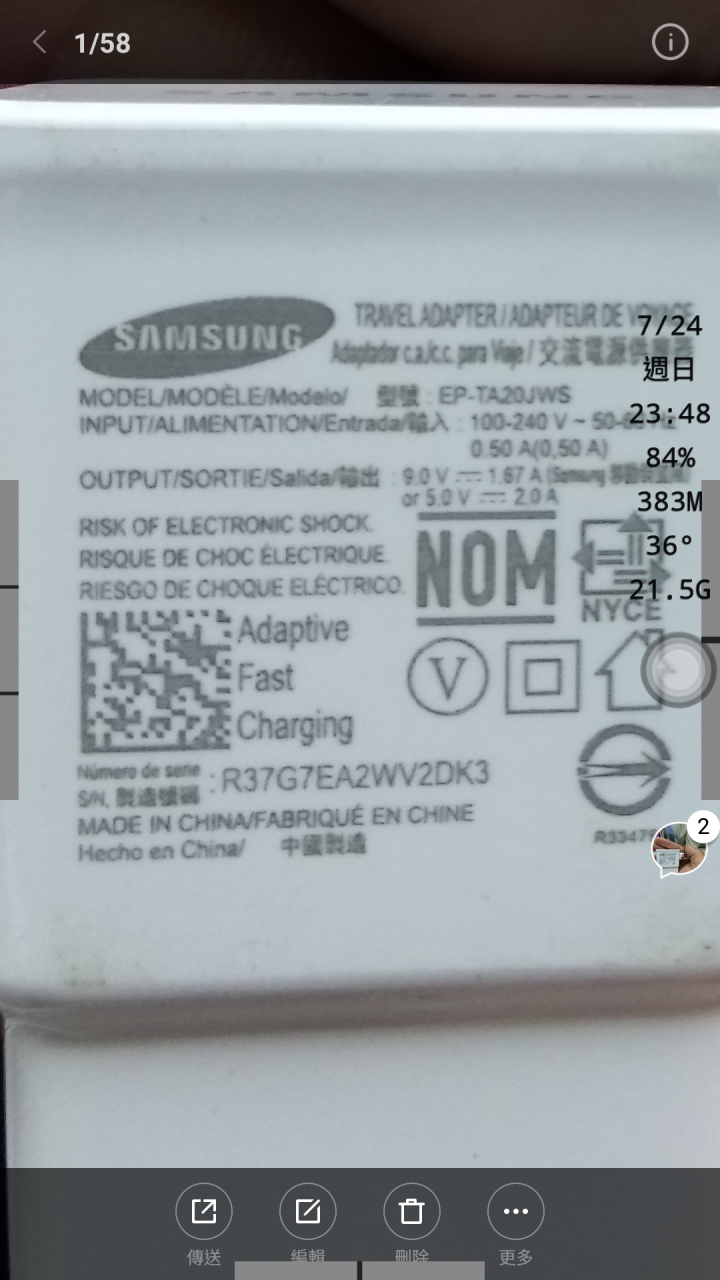 1/58
SAMSUNG
TRAVEL ADAPTER / ADAPTEUR DE VOYAGE
Adaptador c.a./c.c. para Viaje / 交流電源供應器
7/24
週日
23:48
84%
383M
36°
21.5G
MODEL/MODÈLE/Modelo/ 型號 : EP-TA20JWS
INPUT/ALIMENTATION/Entrada/輸入 : 100-240 V ~ 50-
0.50 A(0,50 A)
OUTPUT/SORTIE/Salida/輸出 : 9.0 V ⎓ 1.67 A (Samsung
or 5.0 V ⎓ 2.0 A
RISK OF ELECTRONIC SHOCK.
RISQUE DE CHOC ÉLECTRIQUE.
RIESGO DE CHOQUE ELÉCTRICO.
NOM
NYCE
Adaptive
Fast
Charging
V
Número de serie
S/N, 製造號碼 : R37G7EA2WV2DK3
MADE IN CHINA/FABRIQUÉ EN CHINE
Hecho en China/ 中國製造
2
傳送 編輯 刪除 更多